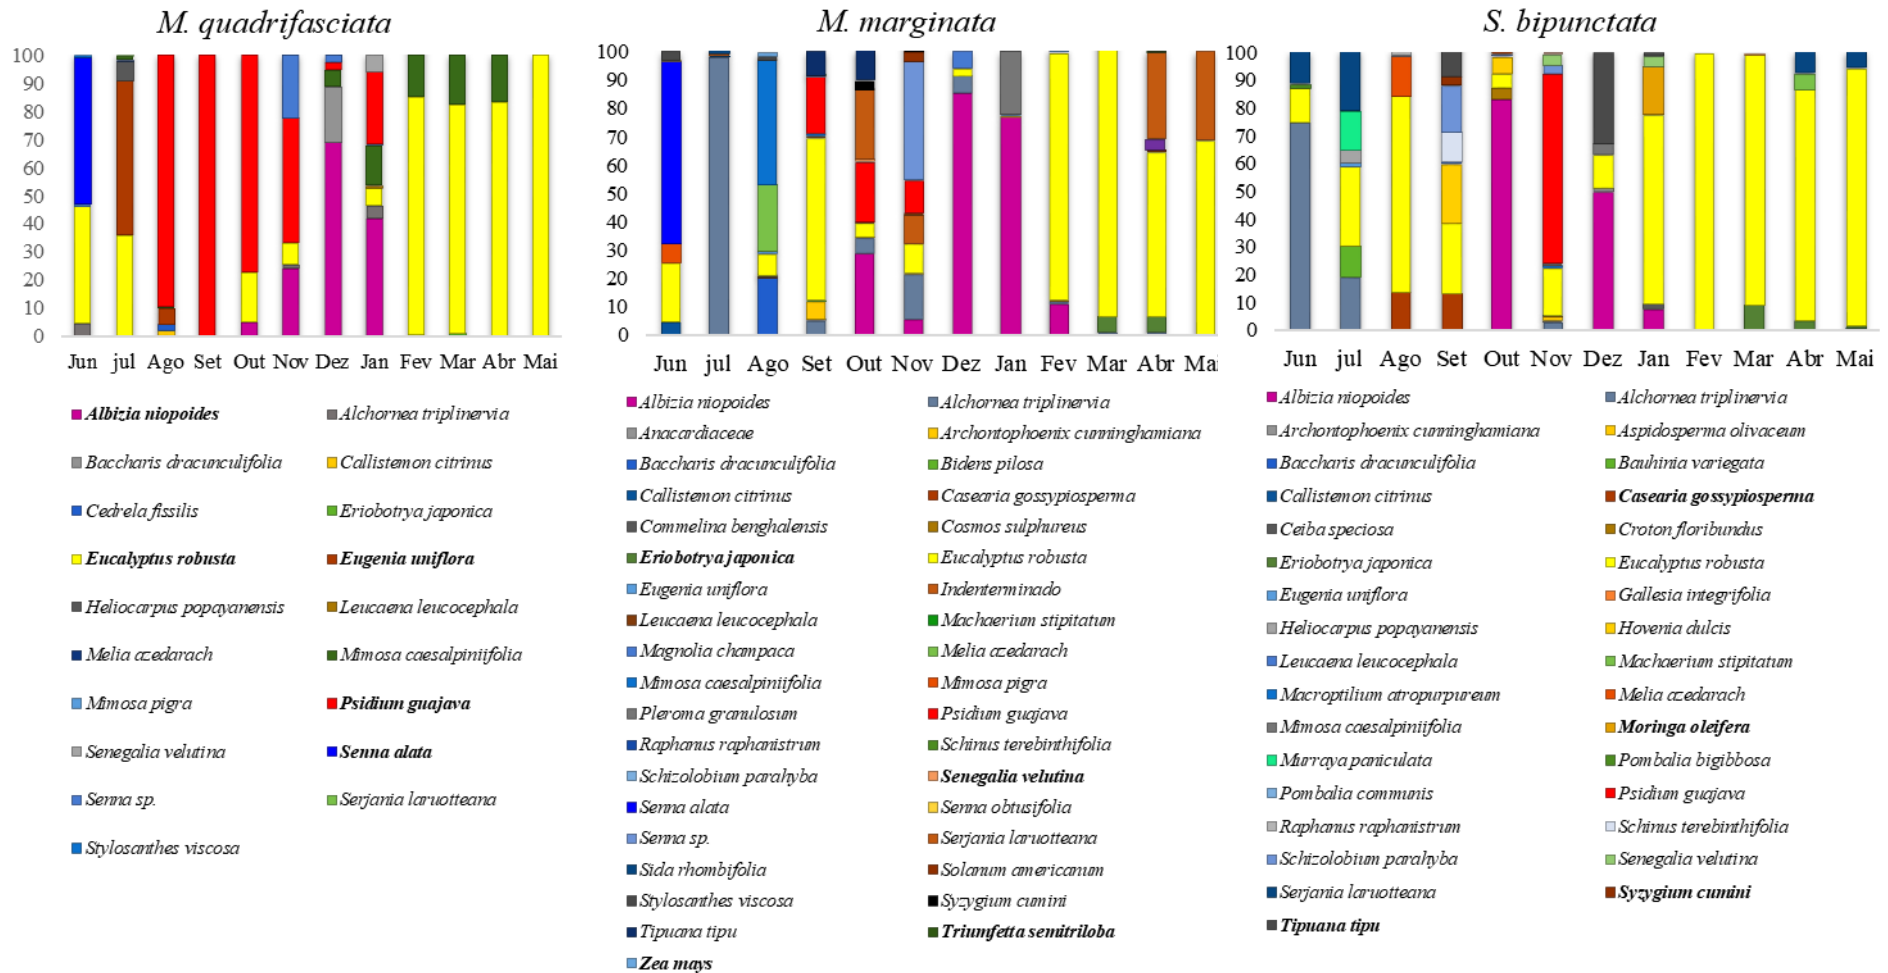 M. quadrifasciata
100
90
80
70
60
50
40
30
20
10
0
Jun jul Ago Set Out Nov Dez Jan Fev Mar Abr Mai
Albizia niopoides Alchornea triplinervia
Baccharis dracunculifolia Callistemon citrinus
Cedrela fissilis Eriobotrya japonica
Eucalyptus robusta Eugenia uniflora
Heliocarpus popayanensis Leucaena leucocephala
Melia azedarach Mimosa caesalpiniifolia
Mimosa pigra Psidium guajava
Senegalia velutina Senna alata
Senna sp. Serjania laruotteana
Stylosanthes viscosa
M. marginata
100
90
80
70
60
50
40
30
20
10
0
Jun jul Ago Set Out Nov Dez Jan Fev Mar Abr Mai
Albizia niopoides Alchornea triplinervia
Anacardiaceae Archontophoenix cunninghamiana
Baccharis dracunculifolia Bidens pilosa
Callistemon citrinus Casearia gossypiosperma
Commelina benghalensis Cosmos sulphureus
Eriobotrya japonica Eucalyptus robusta
Eugenia uniflora Indenterminado
Leucaena leucocephala Machaerium stipitatum
Magnolia champaca Melia azedarach
Mimosa caesalpiniifolia Mimosa pigra
Pleroma granulosum Psidium guajava
Raphanus raphanistrum Schinus terebinthifolia
Schizolobium parahyba Senegalia velutina
Senna alata Senna obtusifolia
Senna sp. Serjania laruotteana
Sida rhombifolia Solanum americanum
Stylosanthes viscosa Syzygium cumini
Tipuana tipu Triumfetta semitriloba
Zea mays
S. bipunctata
100
90
80
70
60
50
40
30
20
10
0
Jun jul Ago Set Out Nov Dez Jan Fev Mar Abr Mai
Albizia niopoides Alchornea triplinervia
Archontophoenix cunninghamiana Aspidosperma olivaceum
Baccharis dracunculifolia Bauhinia variegata
Callistemon citrinus Casearia gossypiosperma
Ceiba speciosa Croton floribundus
Eriobotrya japonica Eucalyptus robusta
Eugenia uniflora Gallesia integrifolia
Heliocarpus popayanensis Hovenia dulcis
Leucaena leucocephala Machaerium stipitatum
Macroptilium atropurpureum Melia azedarach
Mimosa caesalpiniifolia Moringa oleifera
Murraya paniculata Pombalia bigibbosa
Pombalia communis Psidium guajava
Raphanus raphanistrum Schinus terebinthifolia
Schizolobium parahyba Senegalia velutina
Serjania laruotteana Syzygium cumini
Tipuana tipu